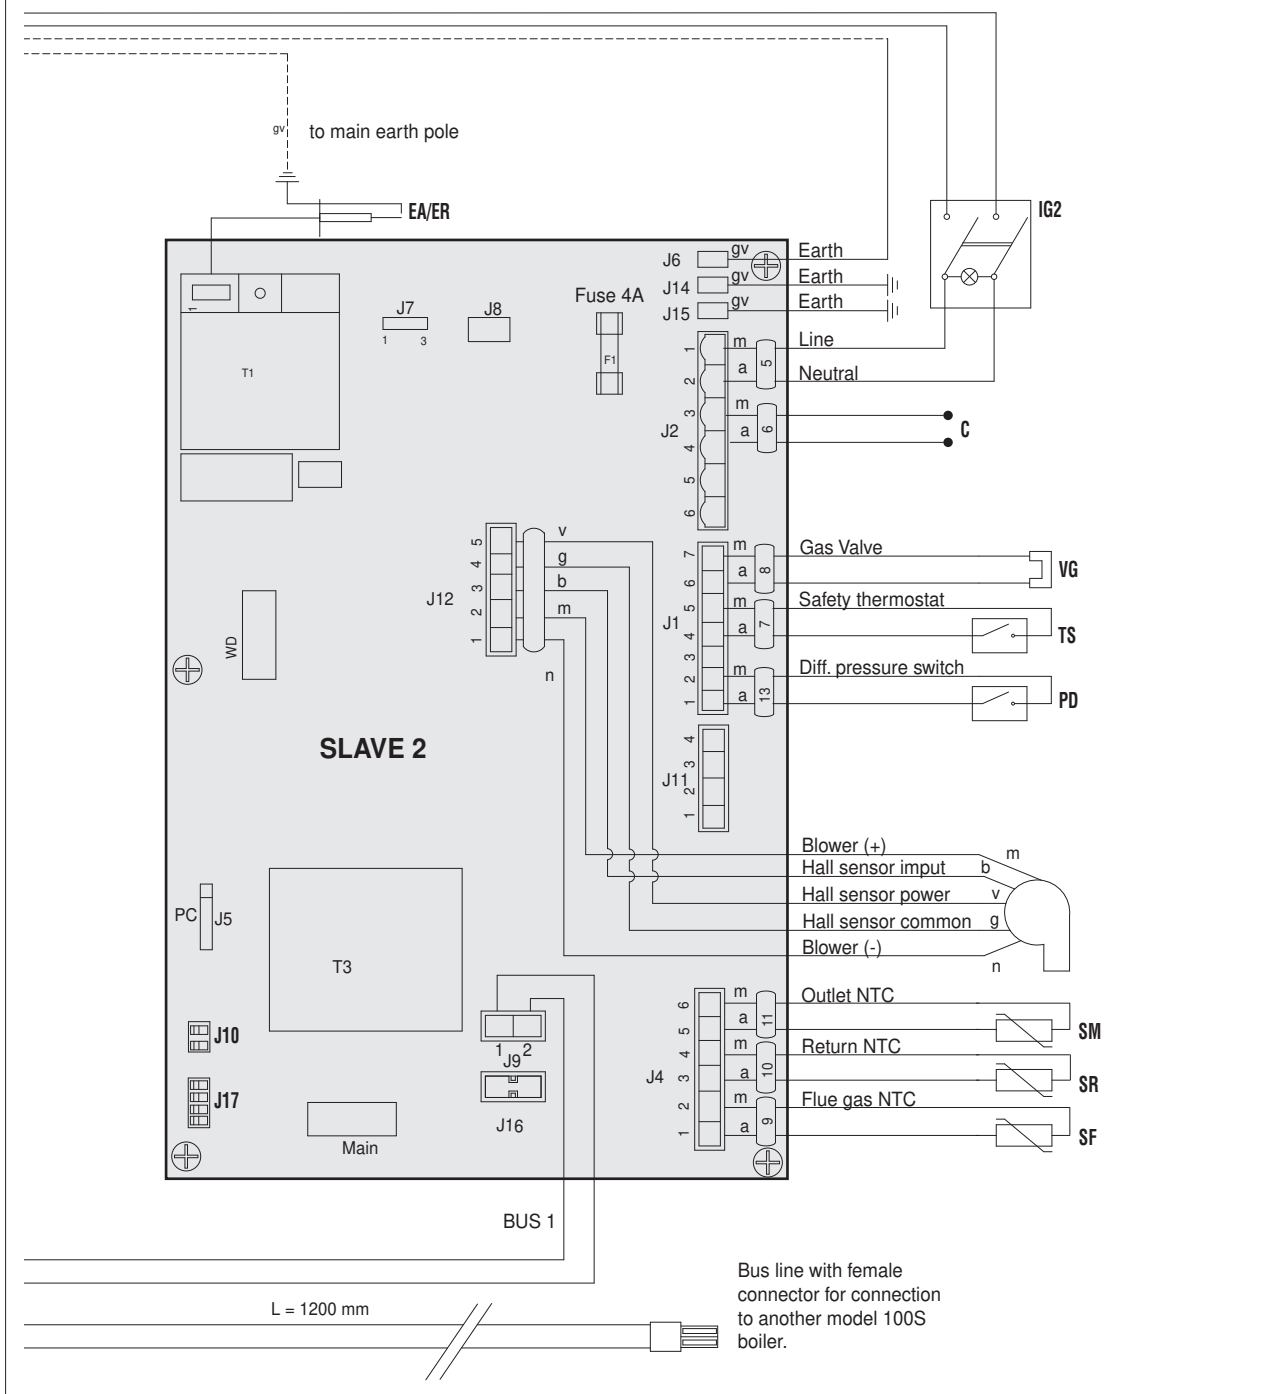 gv
to main earth pole
EA/ER
IG2
J6 gv Earth
J14 gv Earth
J15 gv Earth
Fuse 4A
F1
J7
1 3
J8
1
T1
J2
1 m 5 Line
2 a Neutral
3 m 6 C
4 a
5
6
J12
5 v
4 g
3 b
2 m
1 n
J1
7 m 8 Gas Valve
6 a VG
5 m 7 Safety thermostat
4 a TS
3
2 m 13 Diff. pressure switch
1 a PD
WD
SLAVE 2
J11
4
3
2
1
Blower (+) m
Hall sensor imput b
Hall sensor power v
Hall sensor common g
Blower (-) n
PC J5
T3
J10
J17
1 2
J9
J16
Main
J4
6 m 11 Outlet NTC
5 a SM
4 m 10 Return NTC
3 a SR
2 m 9 Flue gas NTC
1 a SF
BUS 1
L = 1200 mm
Bus line with female
connector for connection
to another model 100S
boiler.